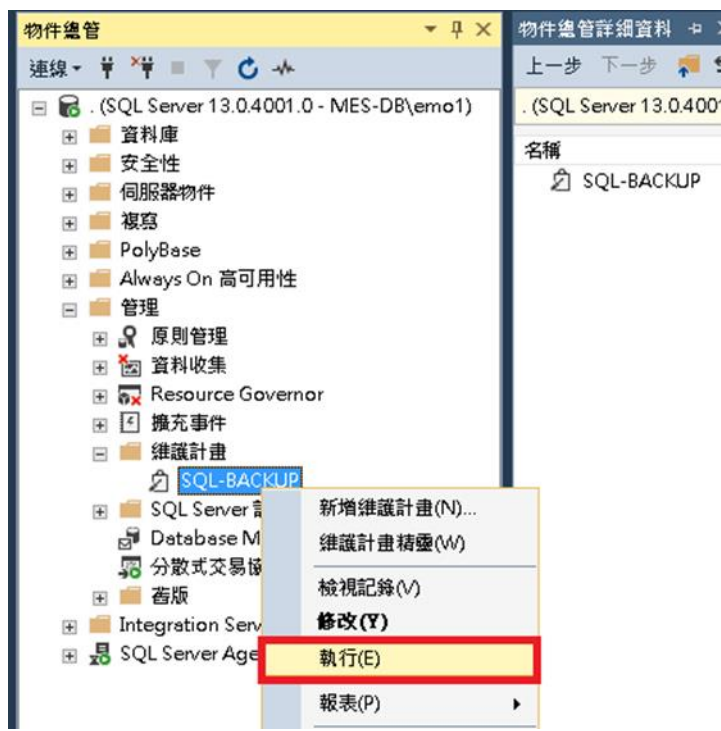 物件總管
連線
. (SQL Server 13.0.4001.0 - MES-DB\emo1)
資料庫
安全性
伺服器物件
複寫
PolyBase
Always On 高可用性
管理
原則管理
資料收集
Resource Governor
擴充事件
維護計畫
SQL-BACKUP
SQL Server
Database M
分散式交易協
舊版
Integration Serv
SQL Server Age
新增維護計畫(N)...
維護計畫精靈(W)
檢視記錄(V)
修改(Y)
執行(E)
報表(P)
物件總管詳細資料
上一步 下一步
. (SQL Server 13.0.400
名稱
SQL-BACKUP